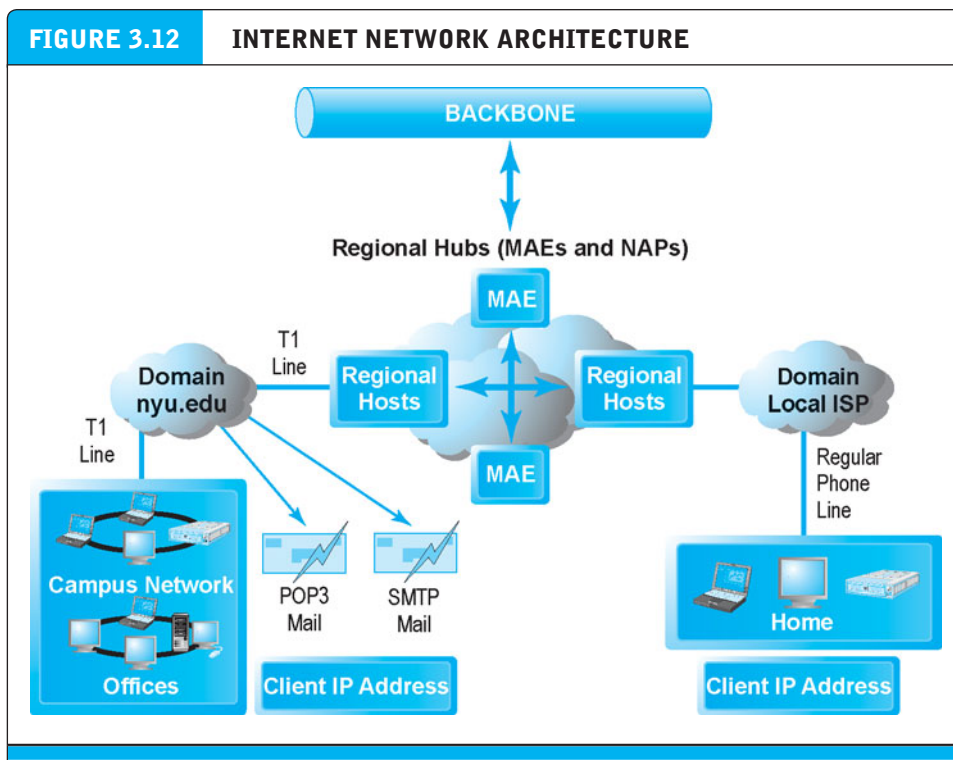 FIGURE 3.12 INTERNET NETWORK ARCHITECTURE
BACKBONE
Regional Hubs (MAEs and NAPs)
MAE
T1
Line
Domain
nyu.edu
Regional
Hosts
Regional
Hosts
Domain
Local ISP
T1
Line
MAE
Regular
Phone
Line
Campus Network
Offices
POP3
Mail
SMTP
Mail
Client IP Address
Home
Client IP Address